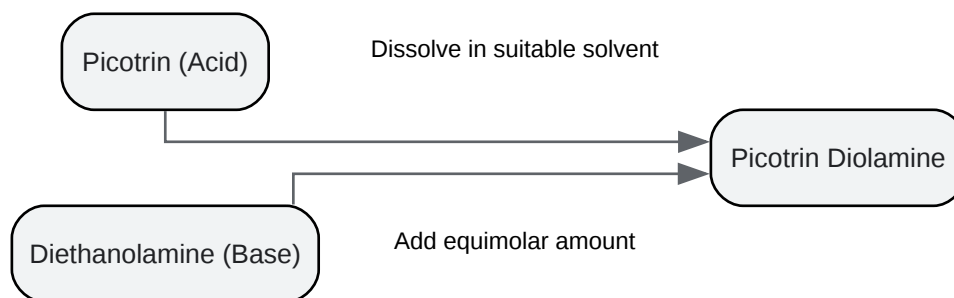 Picotrin (Acid)
Dissolve in suitable solvent
Picotrin Diolamine
Diethanolamine (Base)
Add equimolar amount